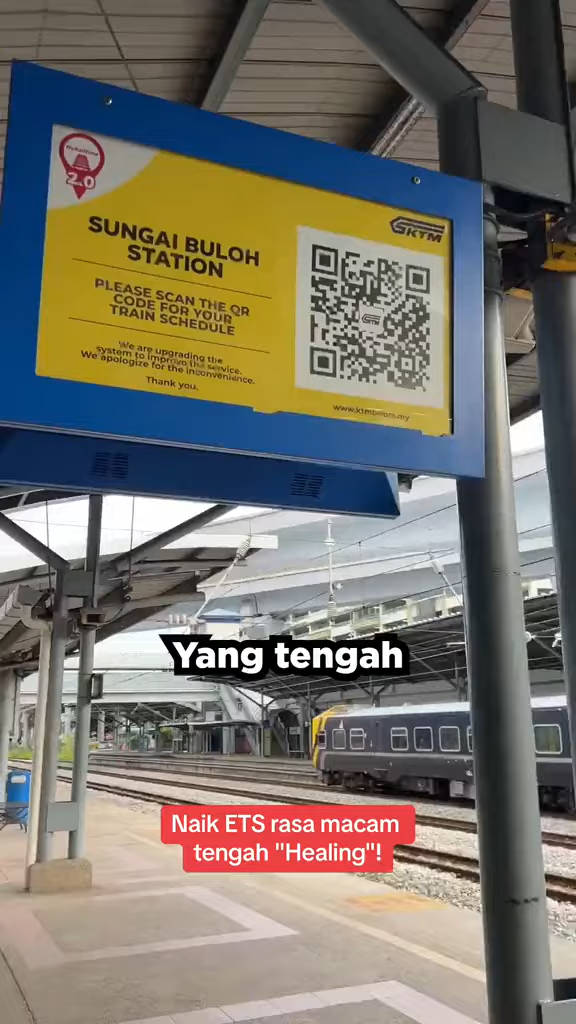 MyRailtime
2.0
KTM
SUNGAI BULOH
STATION
PLEASE SCAN THE QR
CODE FOR YOUR
TRAIN SCHEDULE
We are upgrading the
system to improve the service.
We apologize for the inconvenience.
Thank you.
KTM
www.ktmb.com.my
Yang tengah
Naik ETS rasa macam
tengah "Healing"!